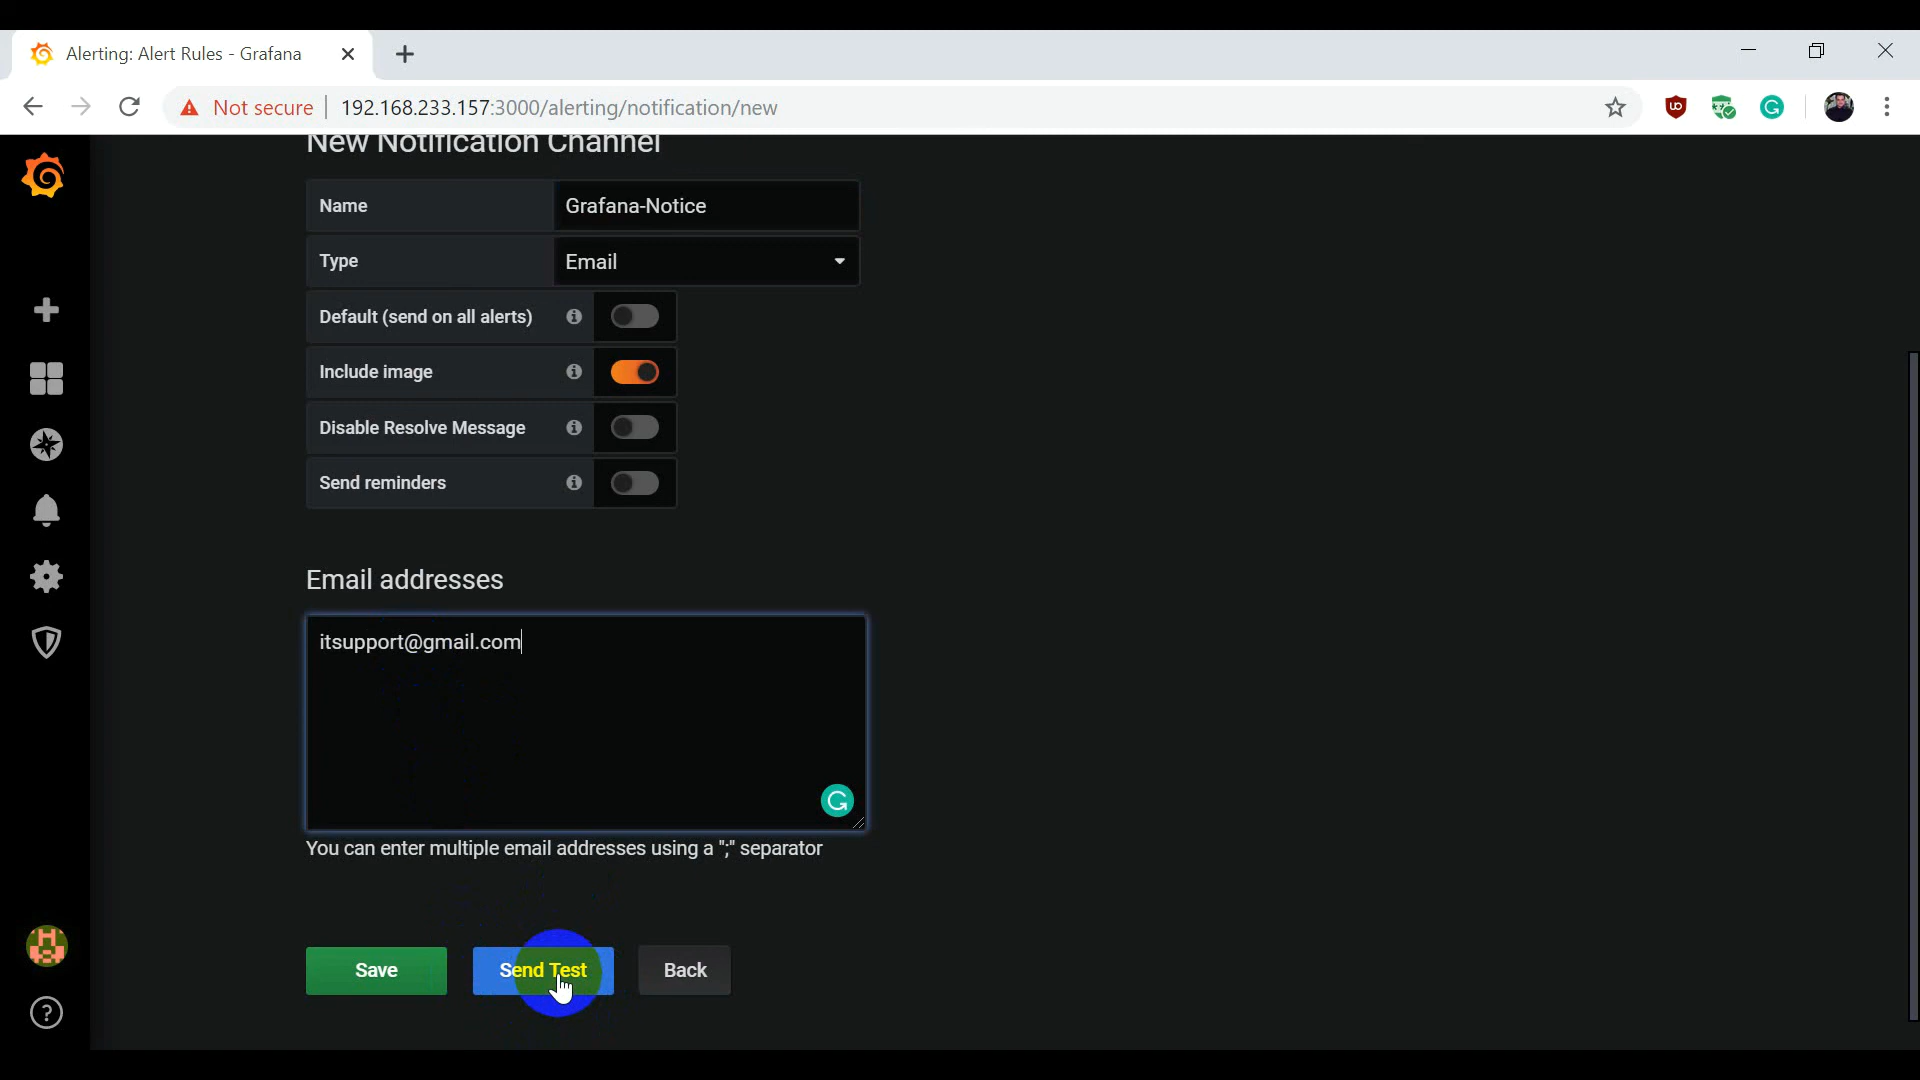 Alerting: Alert Rules - Grafana
Not secure
192.168.233.157:3000/alerting/notification/new
New Notification Channel
Name
Grafana-Notice
Type
Email
Default (send on all alerts)
Include image
Disable Resolve Message
Send reminders
Email addresses
itsupport@gmail.com
You can enter multiple email addresses using a ";" separator
Save
Send Test
Back